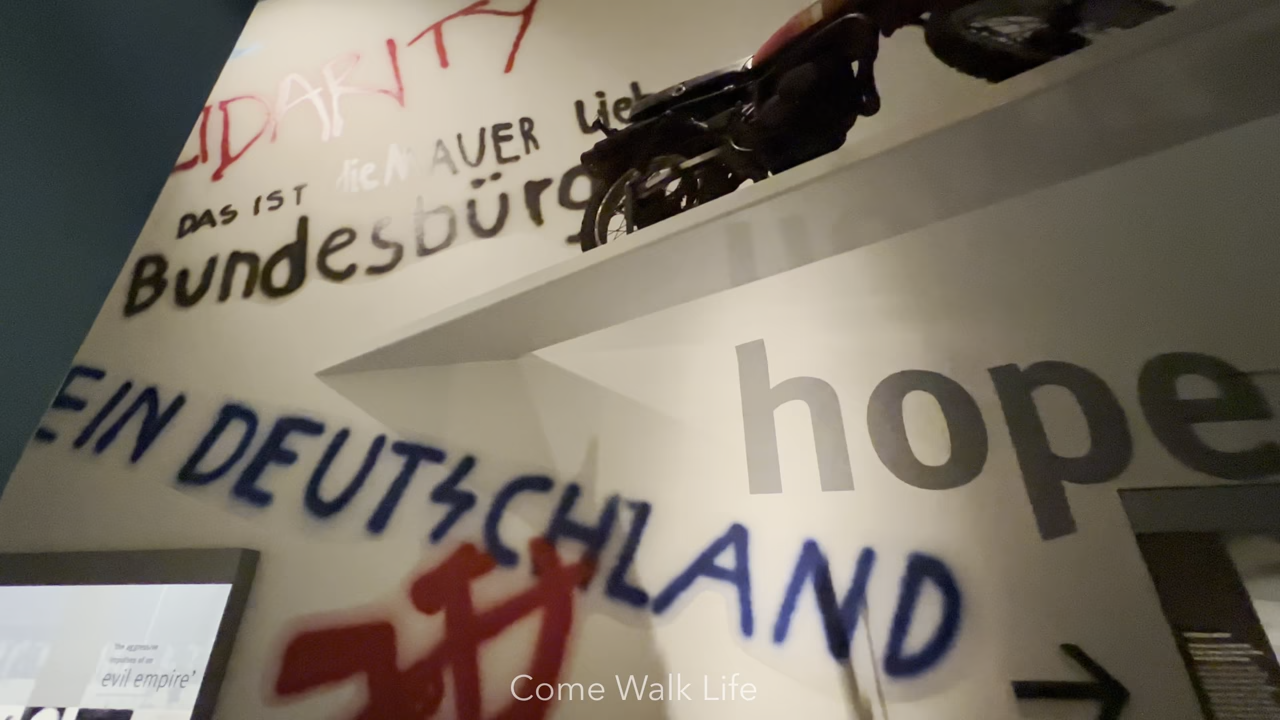 LIDARITY
DAS IST die MAUER Lieb
Bundesbürge
EIN DEUTSCHLAND
hope
'the aggressive
impulses of an
evil empire'
Come Walk Life